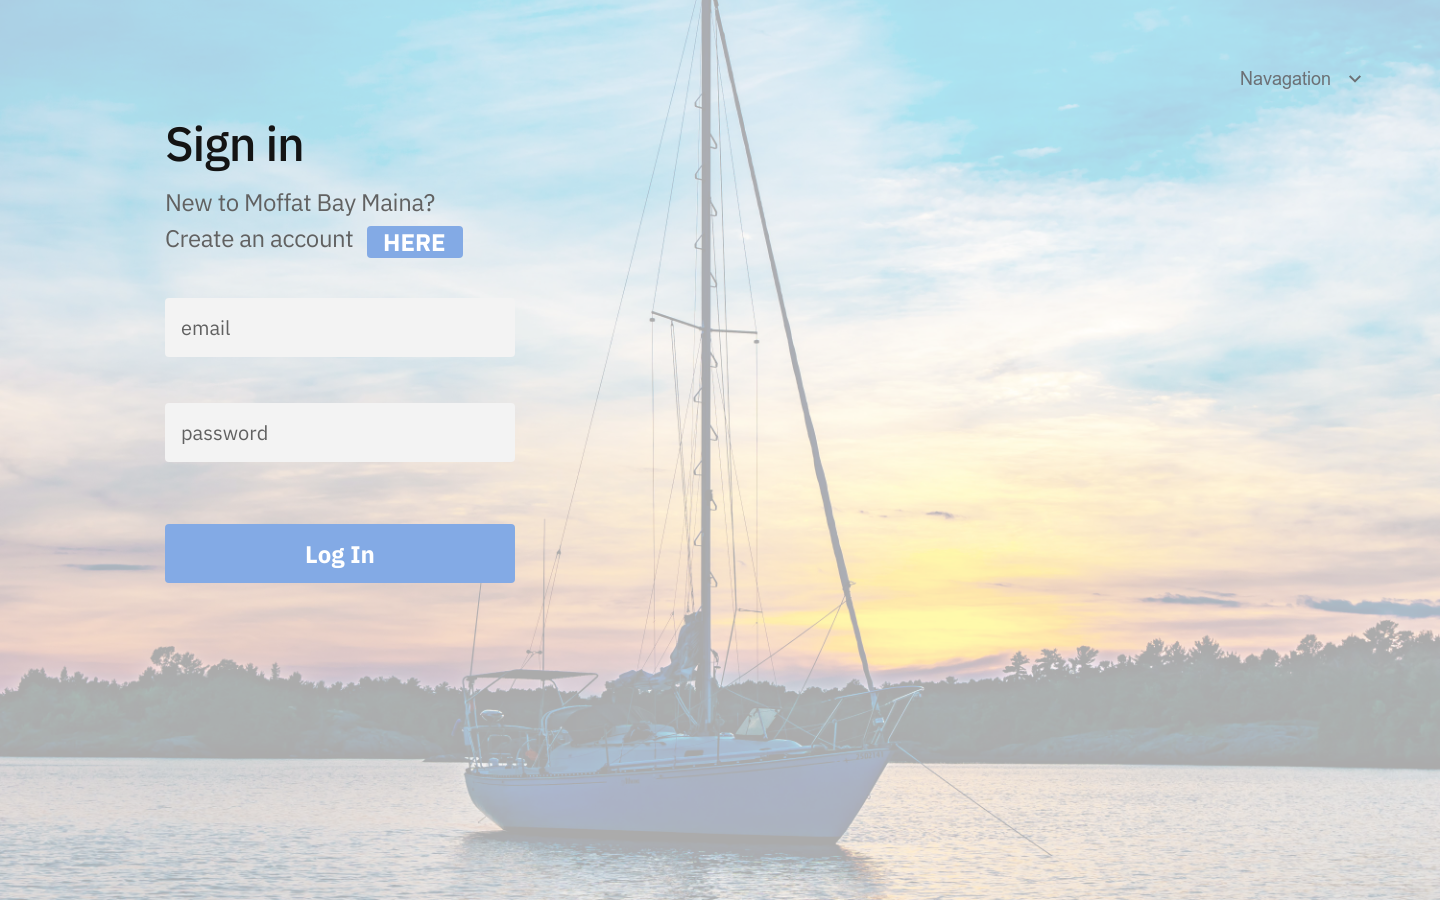 Navagation
Sign in
New to Moffat Bay Maina?
Create an account HERE
email
password
Log In